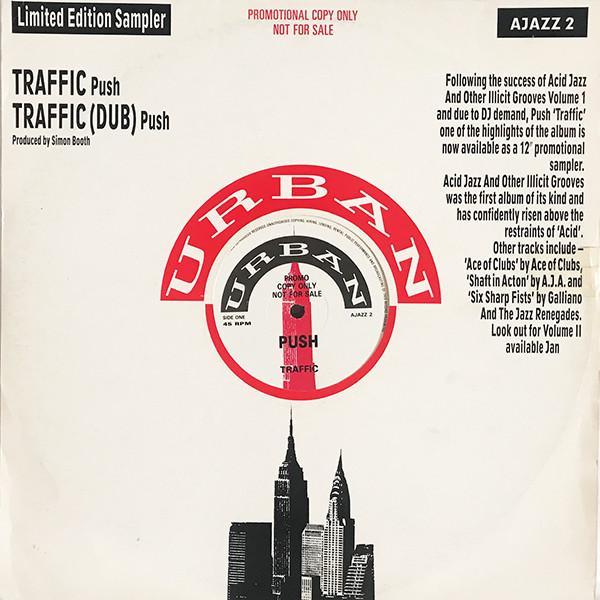 Limited Edition Sampler
PROMOTIONAL COPY ONLY
NOT FOR SALE
AJAZZ 2
TRAFFIC Push
TRAFFIC (DUB) Push
Produced by Simon Booth
Following the success of Acid Jazz
And Other Illicit Grooves Volume 1
and due to DJ demand, Push 'Traffic'
one of the highlights of the album is
now available as a 12" promotional
sampler.
Acid Jazz And Other Illicit Grooves
was the first album of its kind and
has confidently risen above the
restraints of 'Acid'.
Other tracks include –
'Ace of Clubs' by Ace of Clubs,
'Shaft in Acton' by A.J.A. and
'Six Sharp Fists' by Galliano
And The Jazz Renegades.
Look out for Volume II
available Jan
URBAN
URBAN
PROMO
COPY ONLY
NOT FOR SALE
SIDE ONE
45 RPM
AJAZZ 2
PUSH
TRAFFIC